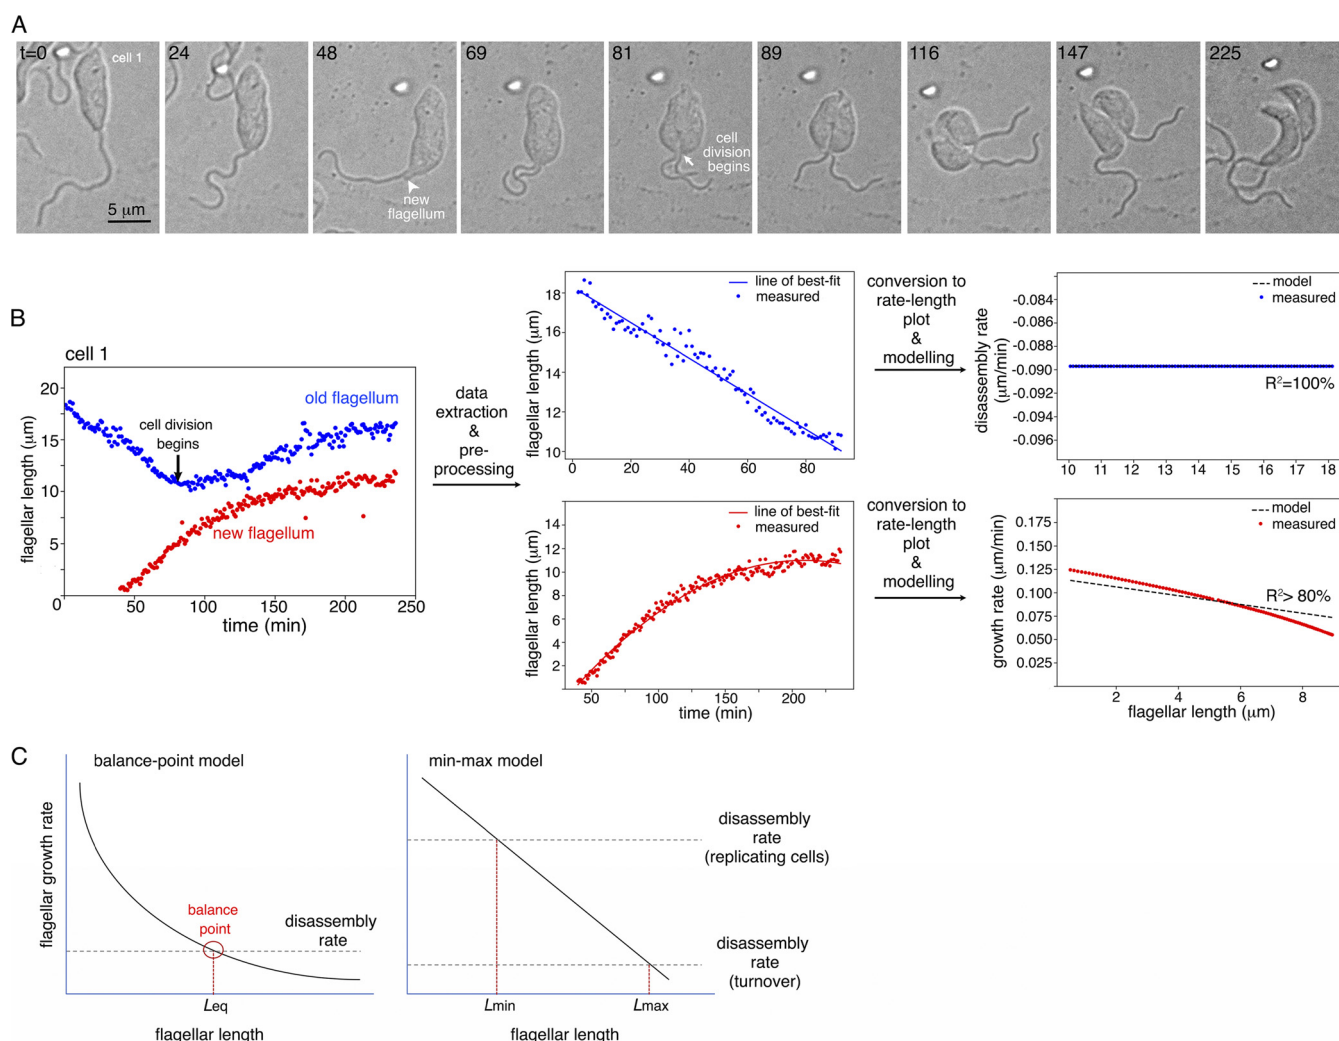 A
t=0
cell 1
5 μm
24
48
new
flagellum
69
81
cell
division
begins
89
116
147
225
B
cell 1
flagellar length (μm)
20
15
10
5
0
old flagellum
cell division
begins
new flagellum
0
50
100
150
200
250
time (min)
data
extraction
&
pre-
processing
flagellar length (μm)
18
16
14
12
10
line of best-fit
measured
0
20
40
60
80
conversion to
rate-length
plot
&
modelling
disassembly rate
(μm/min)
-0.084
-0.086
-0.088
-0.090
-0.092
-0.094
-0.096
model
measured
R²=100%
10 11 12 13 14 15 16 17 18
flagellar length (μm)
14
12
10
8
6
4
2
line of best-fit
measured
50
100
150
200
time (min)
conversion to
rate-length
plot
&
modelling
growth rate (μm/min)
0.175
0.150
0.125
0.100
0.075
0.050
0.025
model
measured
R²> 80%
2
4
6
8
flagellar length (μm)
C
balance-point model
flagellar growth rate
balance
point
disassembly
rate
Leq
flagellar length
min-max model
disassembly
rate
(replicating cells)
disassembly
rate
(turnover)
Lmin
Lmax
flagellar length